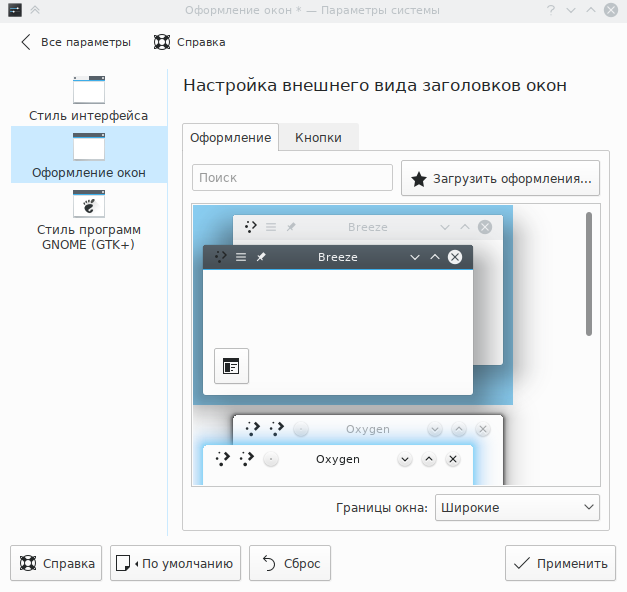 Оформление окон * — Параметры системы
Все параметры
Справка
Стиль интерфейса
Оформление окон
Стиль программ
GNOME (GTK+)
Настройка внешнего вида заголовков окон
Оформление
Кнопки
Поиск
Загрузить оформления...
Breeze
Breeze
Oxygen
Oxygen
Границы окна:
Широкие
Справка
По умолчанию
Сброс
Применить